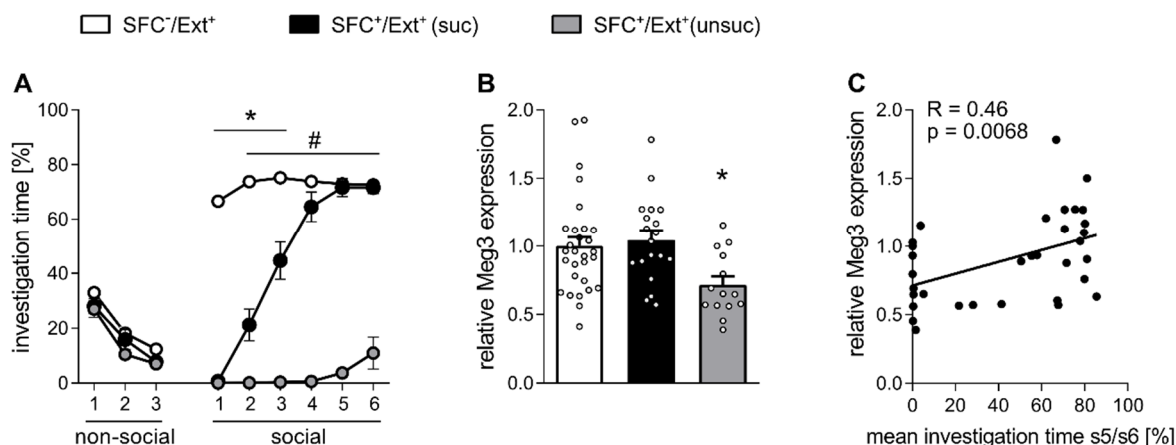 SFC⁻/Ext⁺ SFC⁺/Ext⁺ (suc) SFC⁺/Ext⁺(unsuc)
A
investigation time [%]
100
80
60
40
20
0
*
#
1 2 3 1 2 3 4 5 6
non-social social
B
relative Meg3 expression
2.0
1.5
1.0
0.5
0.0
*
C
relative Meg3 expression
2.0
1.5
1.0
0.5
0.0
R = 0.46
p = 0.0068
0 20 40 60 80 100
mean investigation time s5/s6 [%]